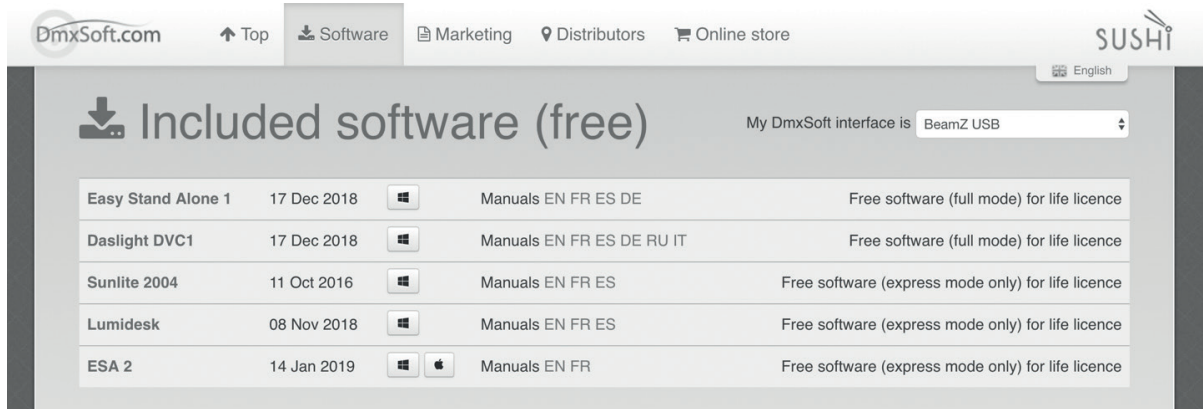 DmxSoft.com Top Software Marketing Distributors Online store SUSHi
English
Included software (free)
My DmxSoft interface is BeamZ USB
Easy Stand Alone 1 17 Dec 2018 Manuals EN FR ES DE Free software (full mode) for life licence
Daslight DVC1 17 Dec 2018 Manuals EN FR ES DE RU IT Free software (full mode) for life licence
Sunlite 2004 11 Oct 2016 Manuals EN FR ES Free software (express mode only) for life licence
Lumidesk 08 Nov 2018 Manuals EN FR ES Free software (express mode only) for life licence
ESA 2 14 Jan 2019 Manuals EN FR Free software (express mode only) for life licence